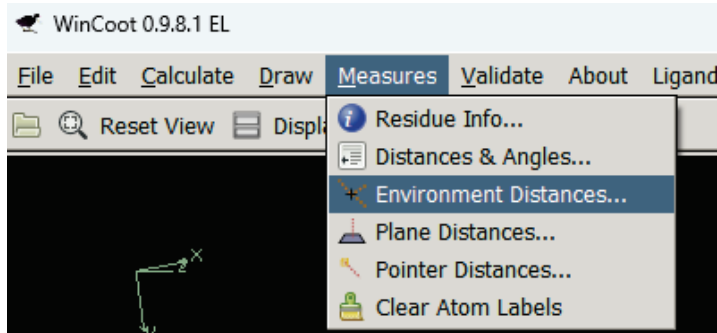 WinCoot 0.9.8.1 EL
File Edit Calculate Draw Measures Validate About Ligand
Reset View Displ
Residue Info...
Distances & Angles...
Environment Distances...
Plane Distances...
Pointer Distances...
Clear Atom Labels
X
z